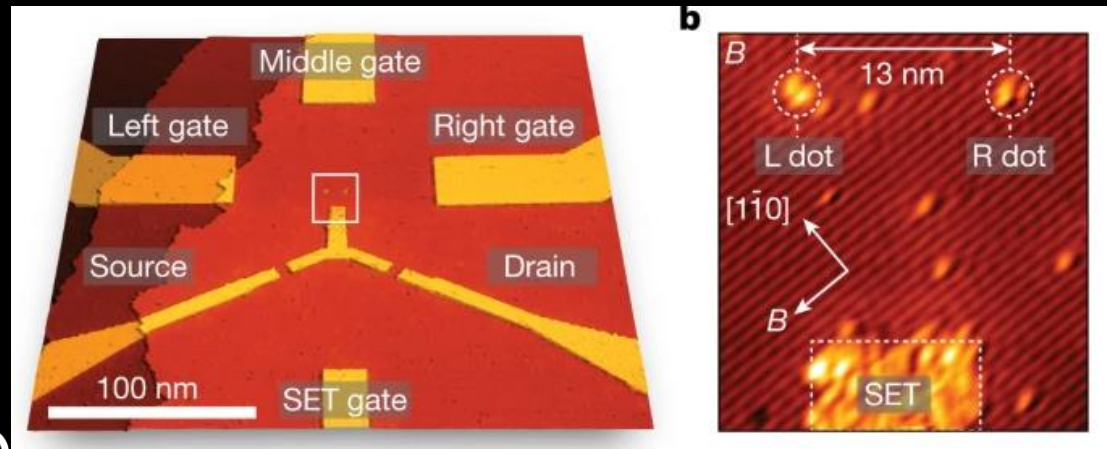 Middle gate
Left gate
Right gate
Source
Drain
100 nm
SET gate
b
B
13 nm
L dot
R dot
[11̄0]
B
SET